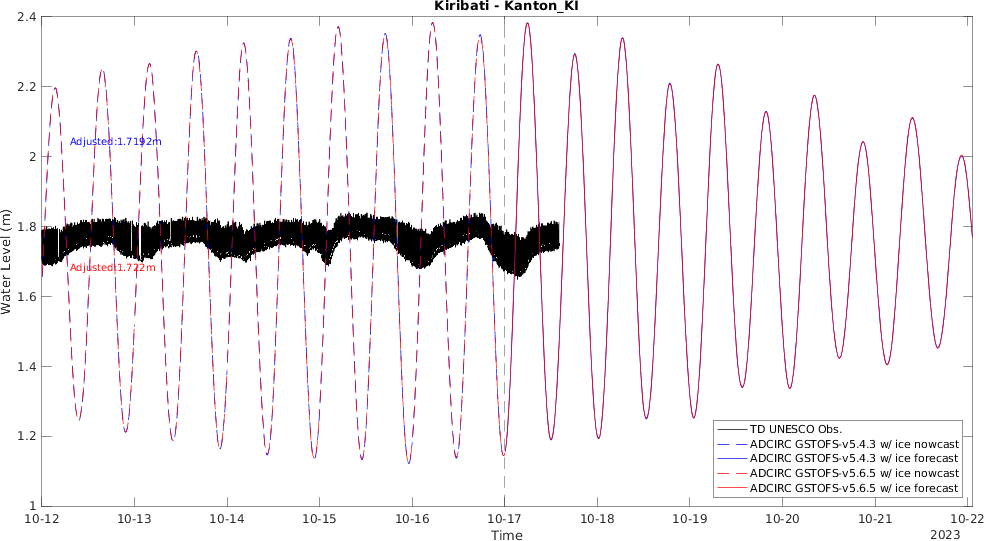 Kiribati - Kanton_KI
2.4
2.2
2
1.8
1.6
1.4
1.2
1
Water Level (m)
Adjusted:1.7192m
Adjusted:1.722m
TD UNESCO Obs.
ADCIRC GSTOFS-v5.4.3 w/ ice nowcast
ADCIRC GSTOFS-v5.4.3 w/ ice forecast
ADCIRC GSTOFS-v5.6.5 w/ ice nowcast
ADCIRC GSTOFS-v5.6.5 w/ ice forecast
10-12 10-13 10-14 10-15 10-16 10-17 10-18 10-19 10-20 10-21 10-22
Time
2023